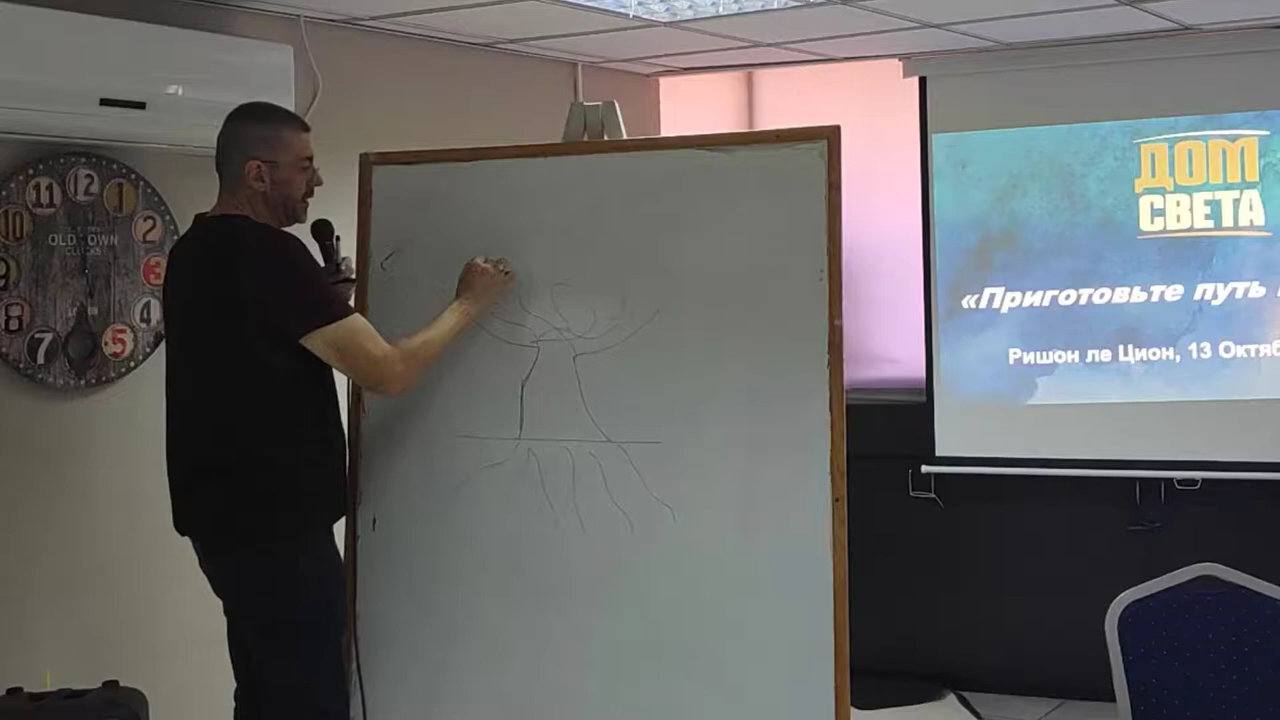 12
11
1
10
2
OLD TOWN
CLOCKS
9
3
8
4
7
5
ДОМ
СВЕТА
«Приготовьте путь
Ришон ле Цион, 13 Октяб